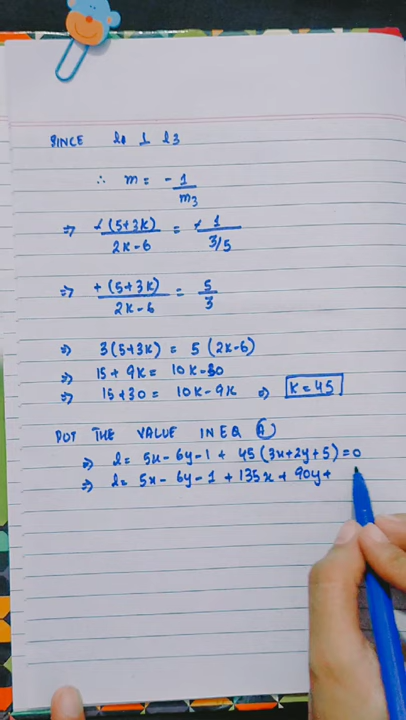 SINCE l ⊥ l3
∴ m = - 1/m3
⇒ -(5+3K)/2K-6 = -1/3/5
⇒ +(5+3K)/2K-6 = 5/3
⇒ 3(5+3K) = 5(2K-6)
⇒ 15+9K = 10K-30
⇒ 15+30 = 10K-9K ⇒ K=45
PUT THE VALUE IN EQ A
⇒ l = 5x-6y-1 + 45(3x+2y+5)=0
⇒ l = 5x-6y-1+135x+90y+